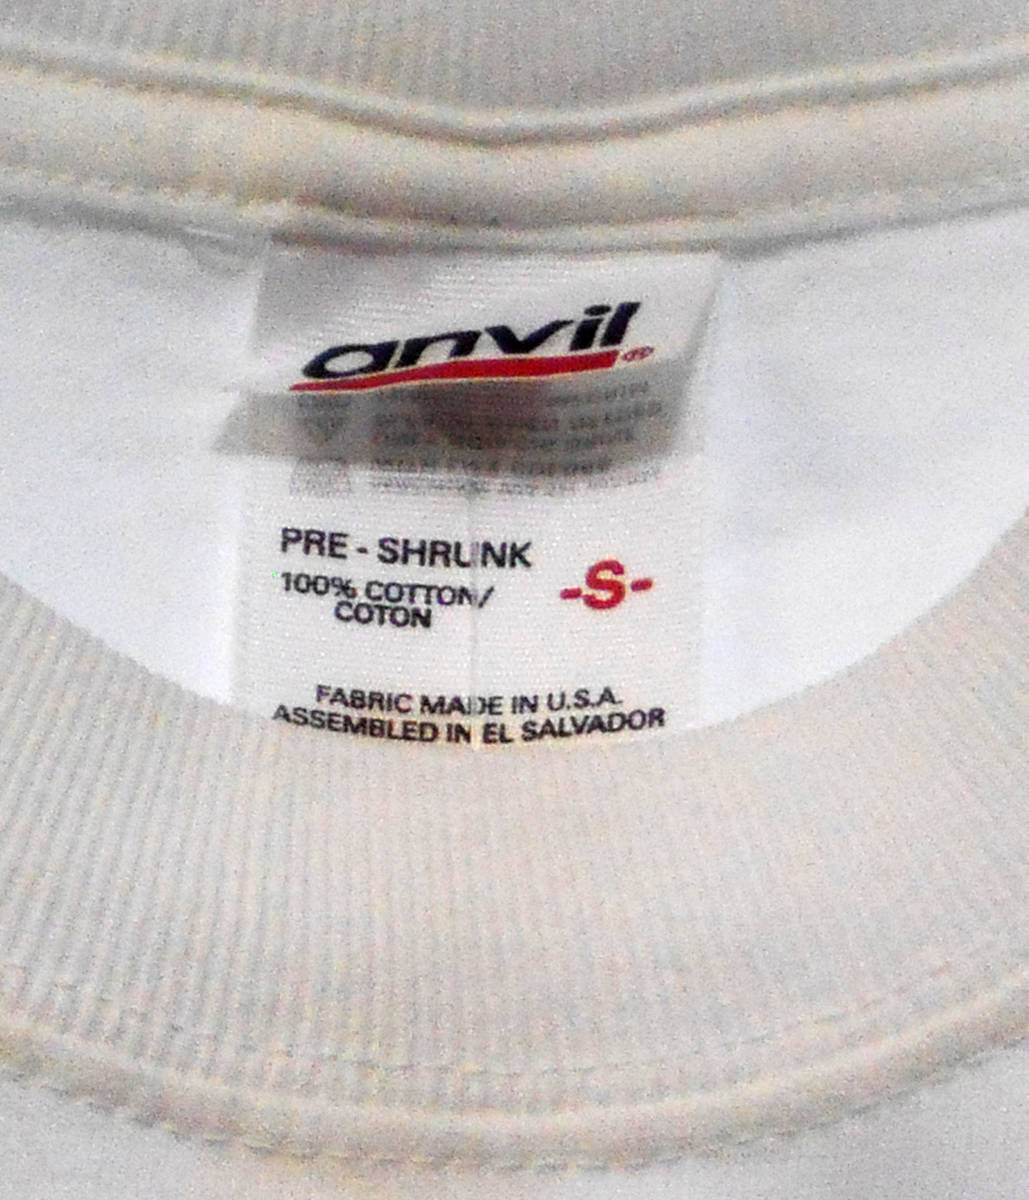 anvil®
PRE - SHRUNK
-S-
100% COTTON/
COTON
FABRIC MADE IN U.S.A.
ASSEMBLED IN EL SALVADOR